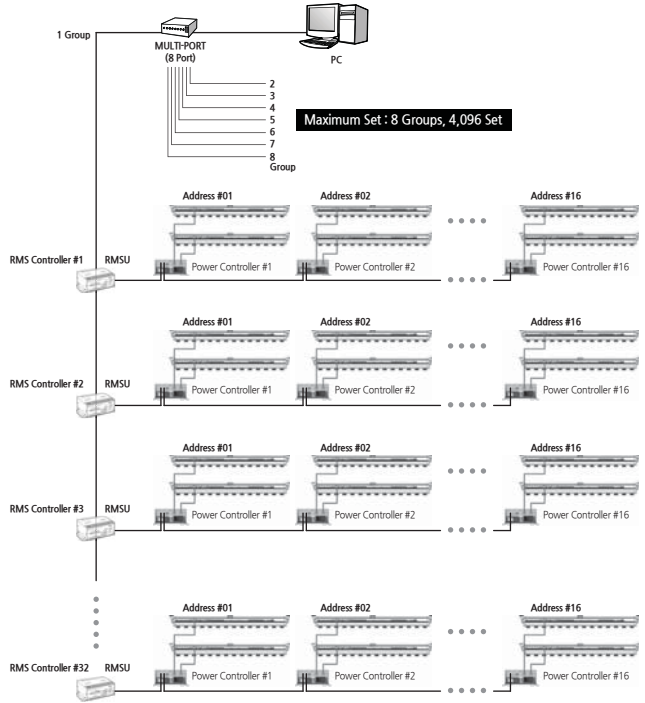 1 Group
MULTI-PORT
(8 Port)
PC
2
3
4
5
6
7
8
Group
Maximum Set : 8 Groups, 4,096 Set
Address #01
Address #02
Address #16
RMS Controller #1
RMSU
Power Controller #1
Power Controller #2
Power Controller #16
Address #01
Address #02
Address #16
RMS Controller #2
RMSU
Power Controller #1
Power Controller #2
Power Controller #16
Address #01
Address #02
Address #16
RMS Controller #3
RMSU
Power Controller #1
Power Controller #2
Power Controller #16
Address #01
Address #02
Address #16
RMS Controller #32
RMSU
Power Controller #1
Power Controller #2
Power Controller #16